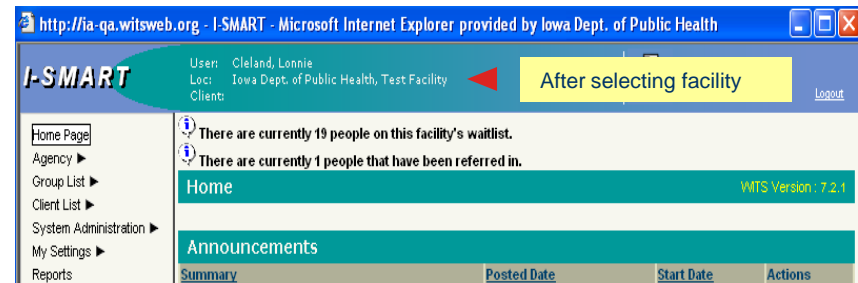 http://ia-qa.witsweb.org - I-SMART - Microsoft Internet Explorer provided by Iowa Dept. of Public Health
I-SMART
User: Cleland, Lonnie
Loc: Iowa Dept. of Public Health, Test Facility
Client:
After selecting facility
Logout
Home Page
Agency
Group List
Client List
System Administration
My Settings
Reports
There are currently 19 people on this facility's waitlist.
There are currently 1 people that have been referred in.
Home WITS Version : 7.2.1
Announcements
Summary Posted Date Start Date Actions